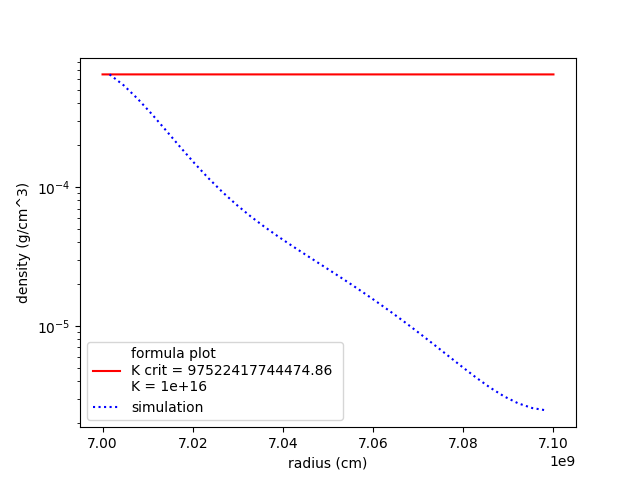 density (g/cm^3)
10⁻⁴
10⁻⁵
formula plot
K crit = 97522417744474.86
K = 1e+16
simulation
7.00
7.02
7.04
7.06
7.08
7.10
1e9
radius (cm)